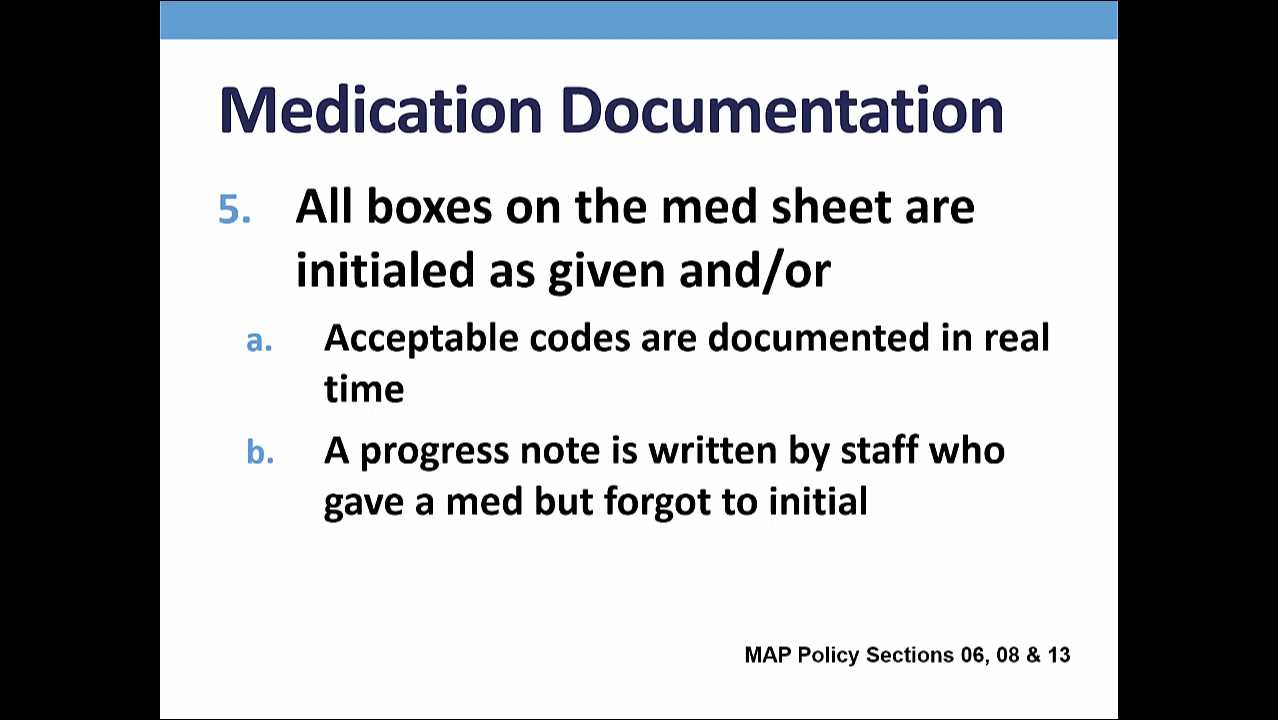 Medication Documentation
5. All boxes on the med sheet are
initialed as given and/or
a. Acceptable codes are documented in real
time
b. A progress note is written by staff who
gave a med but forgot to initial
MAP Policy Sections 06, 08 & 13